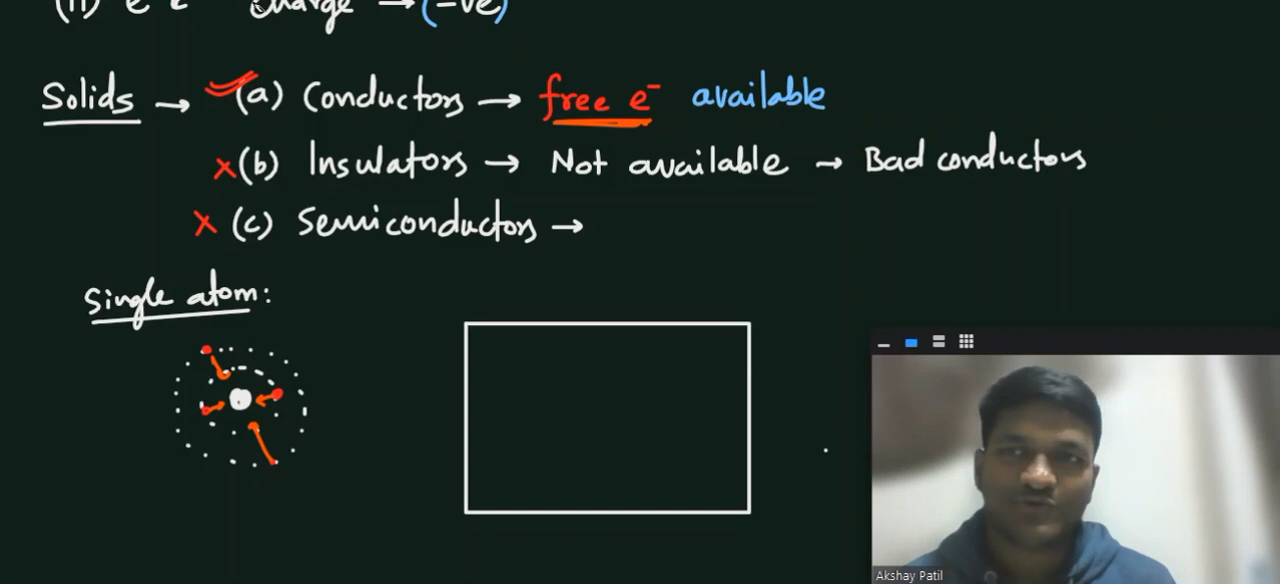 (ii) e⁻ charge → (-ve)
Solids → (a) Conductors → free e⁻ available
x (b) Insulators → Not available → Bad conductors
x (c) Semiconductors →
Single atom:
Akshay Patil